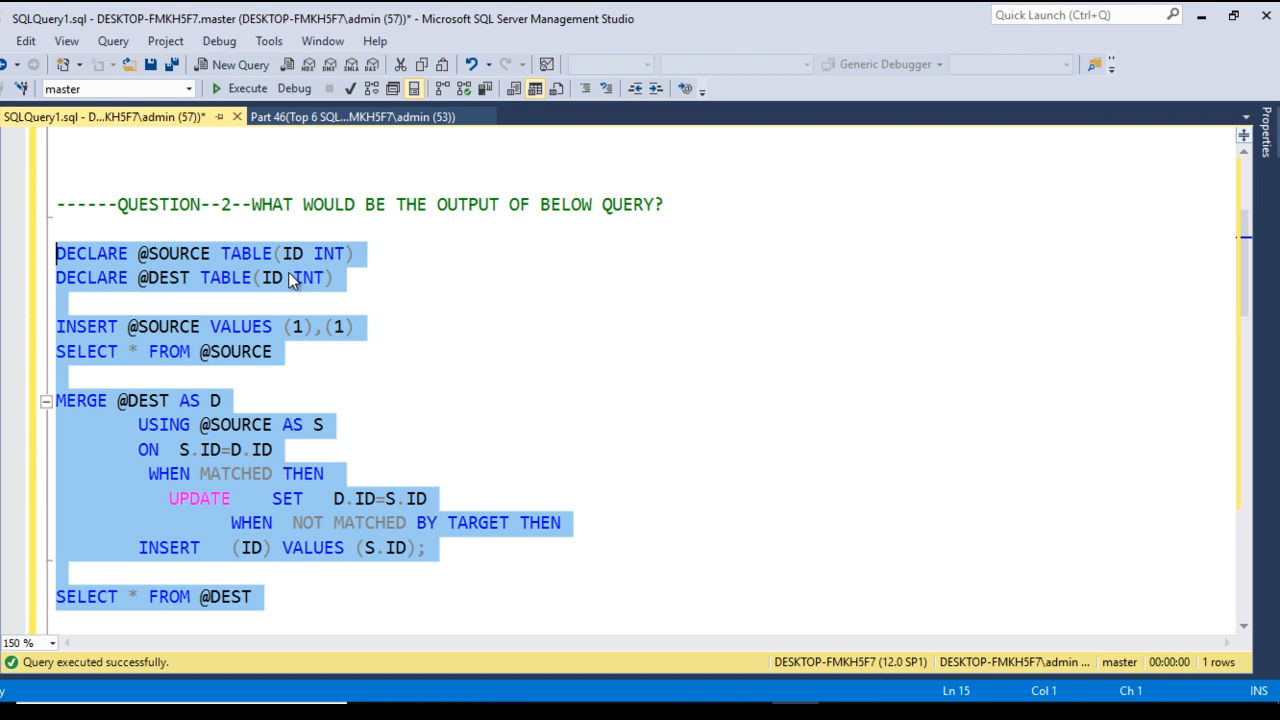 SQLQuery1.sql - DESKTOP-FMKH5F7.master (DESKTOP-FMKH5F7\admin (57))* - Microsoft SQL Server Management Studio
Quick Launch (Ctrl+Q)
Edit View Query Project Debug Tools Window Help
New Query MDX DMX XMLA DAX Generic Debugger
master Execute Debug
SQLQuery1.sql - D...KH5F7\admin (57))* Part 46(Top 6 SQL...MKH5F7\admin (53))
Properties
------QUESTION--2--WHAT WOULD BE THE OUTPUT OF BELOW QUERY?
DECLARE @SOURCE TABLE(ID INT)
DECLARE @DEST TABLE(ID INT)
INSERT @SOURCE VALUES (1),(1)
SELECT * FROM @SOURCE
MERGE @DEST AS D
USING @SOURCE AS S
ON S.ID=D.ID
WHEN MATCHED THEN
UPDATE SET D.ID=S.ID
WHEN NOT MATCHED BY TARGET THEN
INSERT (ID) VALUES (S.ID);
SELECT * FROM @DEST
150 %
Query executed successfully. DESKTOP-FMKH5F7 (12.0 SP1) DESKTOP-FMKH5F7\admin ... master 00:00:00 1 rows
y Ln 15 Col 1 Ch 1 INS